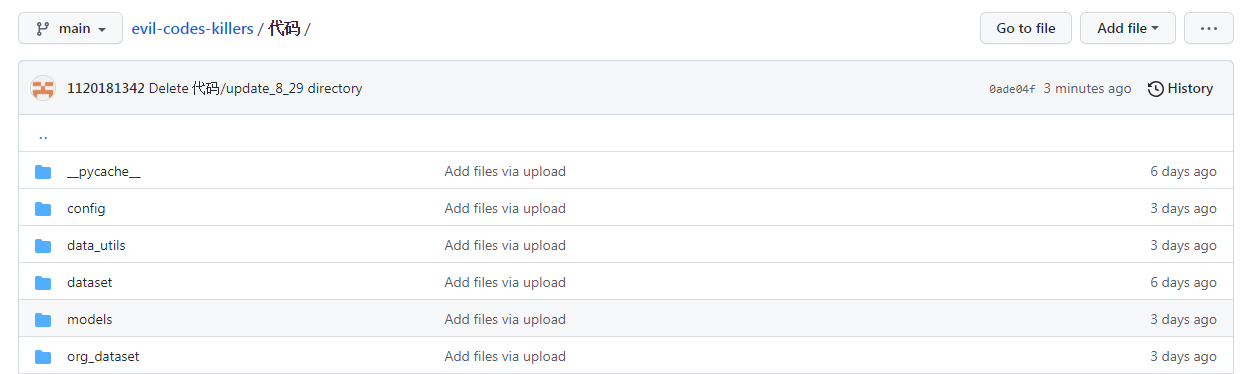 main evil-codes-killers / 代码 / Go to file Add file ...
1120181342 Delete 代码/update_8_29 directory 0ade04f 3 minutes ago History
..
__pycache__ Add files via upload 6 days ago
config Add files via upload 3 days ago
data_utils Add files via upload 3 days ago
dataset Add files via upload 6 days ago
models Add files via upload 3 days ago
org_dataset Add files via upload 3 days ago